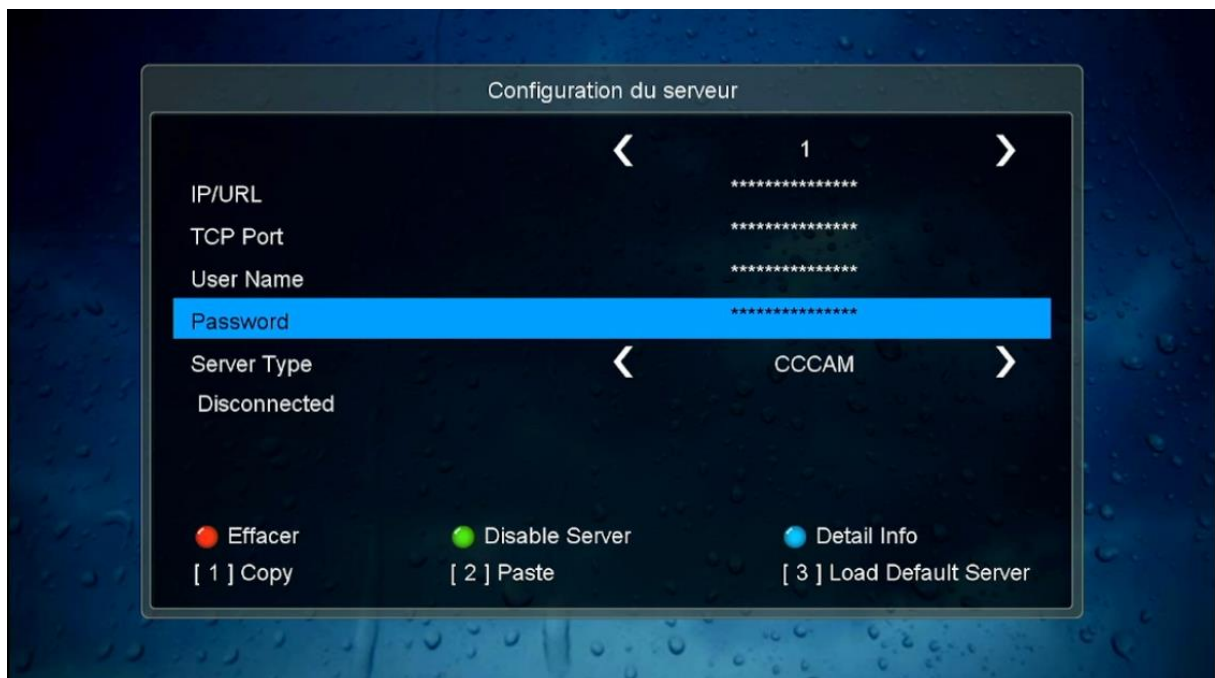 Configuration du serveur
❮ 1 ❯
IP/URL ***************
TCP Port ***************
User Name ***************
Password ***************
Server Type ❮ CCCAM ❯
Disconnected
Effacer Disable Server Detail Info
[ 1 ] Copy [ 2 ] Paste [ 3 ] Load Default Server